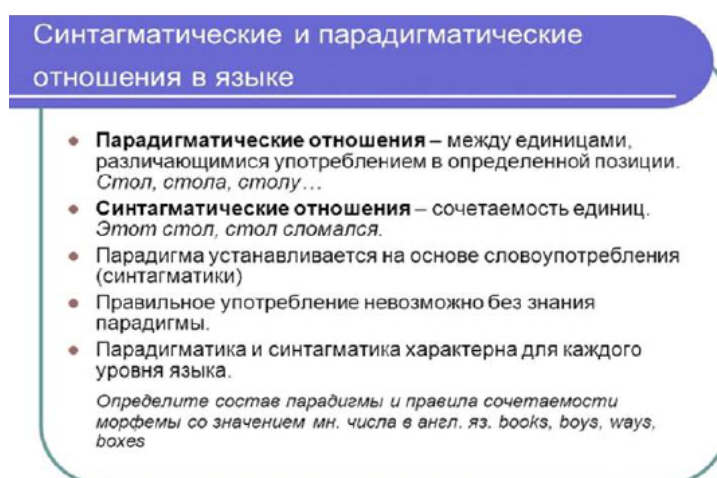 Синтагматические и парадигматические
отношения в языке
Парадигматические отношения – между единицами,
различающимися употреблением в определенной позиции.
Стол, стола, столу…
Синтагматические отношения – сочетаемость единиц.
Этот стол, стол сломался.
Парадигма устанавливается на основе словоупотребления
(синтагматики)
Правильное употребление невозможно без знания
парадигмы.
Парадигматика и синтагматика характерна для каждого
уровня языка.
Определите состав парадигмы и правила сочетаемости
морфемы со значением мн. числа в англ. яз. books, boys, ways,
boxes